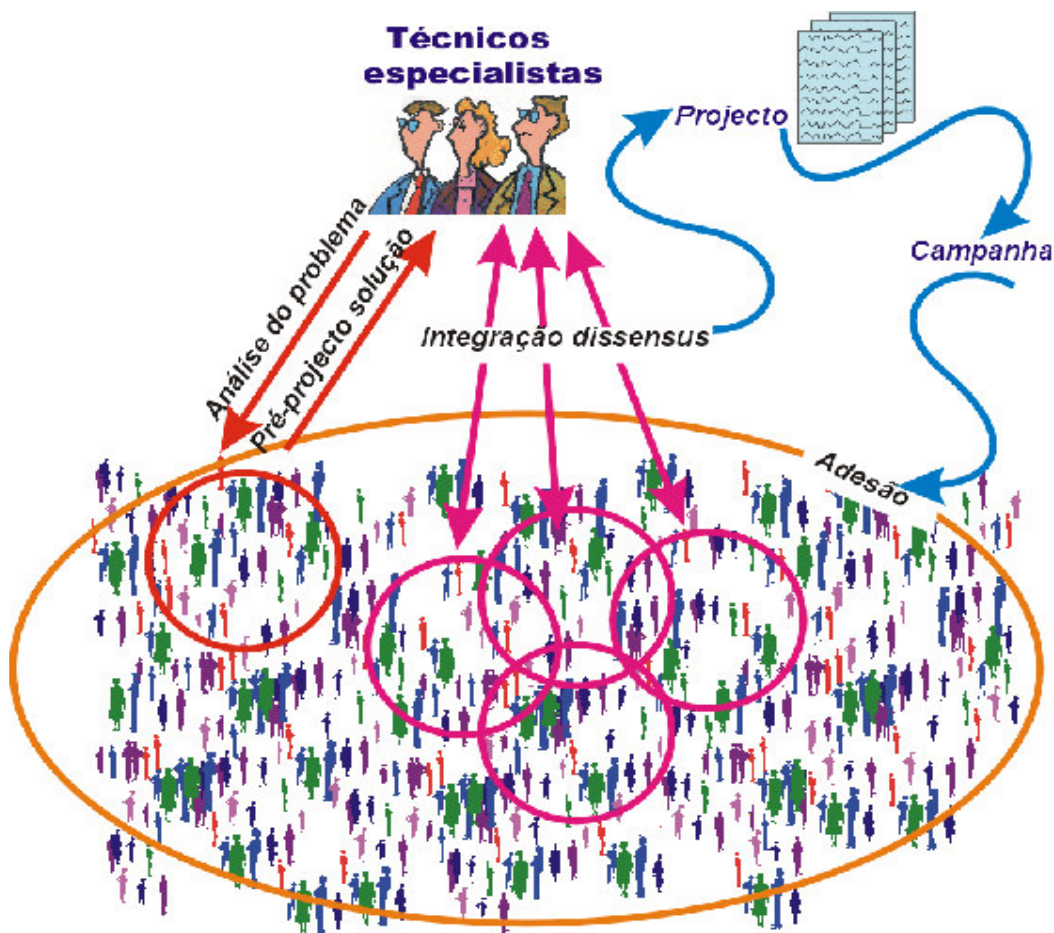 Técnicos
especialistas
Projecto
Campanha
Análise do problema
Pré-projecto solução
Integração dissensus
Adesão